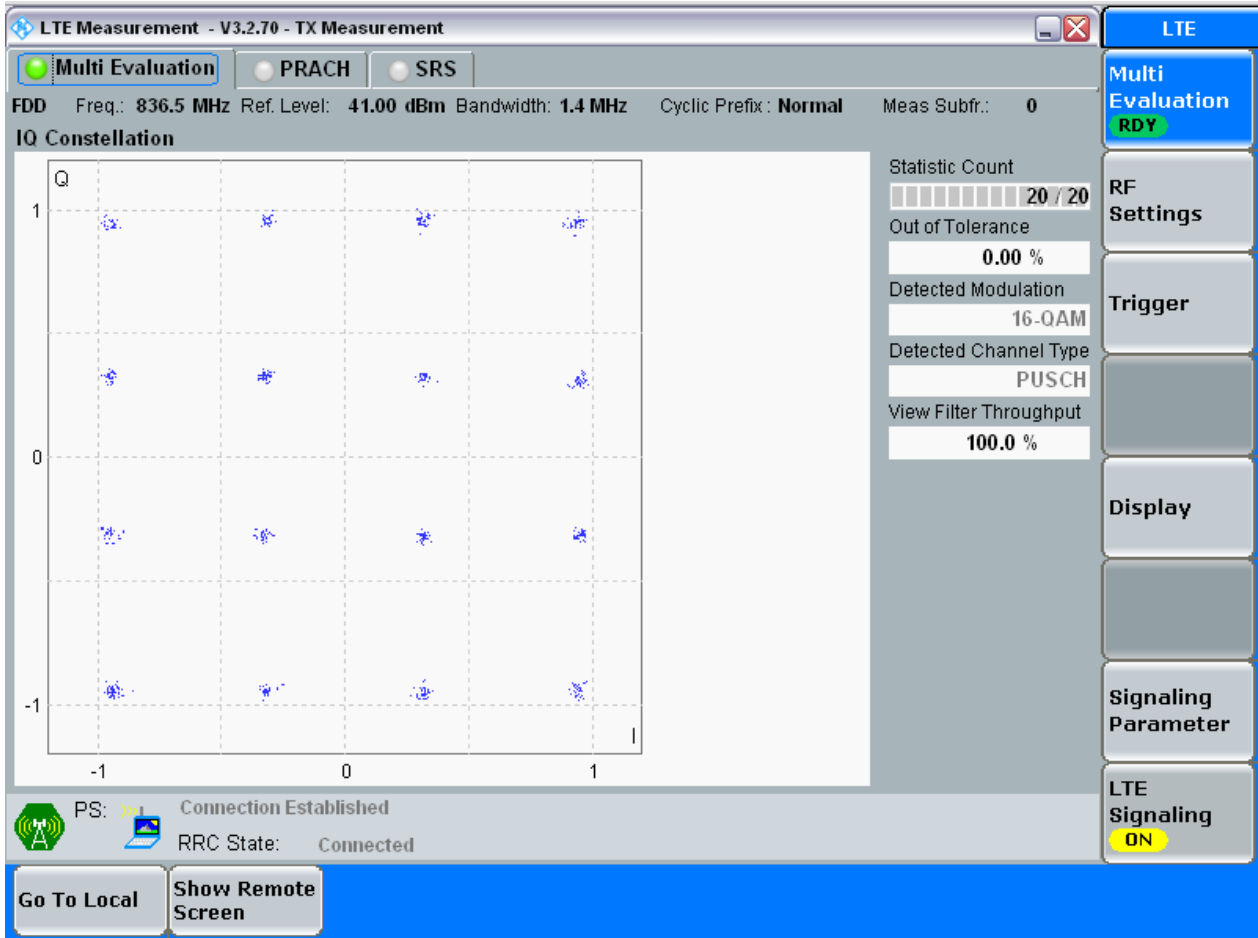 LTE Measurement - V3.2.70 - TX Measurement
LTE
Multi Evaluation PRACH SRS
FDD Freq.: 836.5 MHz Ref. Level: 41.00 dBm Bandwidth: 1.4 MHz Cyclic Prefix : Normal Meas Subfr.: 0
IQ Constellation
Q
1
0
-1
I
-1 0 1
Statistic Count
20 / 20
Out of Tolerance
0.00 %
Detected Modulation
16-QAM
Detected Channel Type
PUSCH
View Filter Throughput
100.0 %
Multi
Evaluation
RDY
RF
Settings
Trigger
Display
Signaling
Parameter
LTE
Signaling
ON
PS: Connection Established
RRC State: Connected
Go To Local
Show Remote
Screen